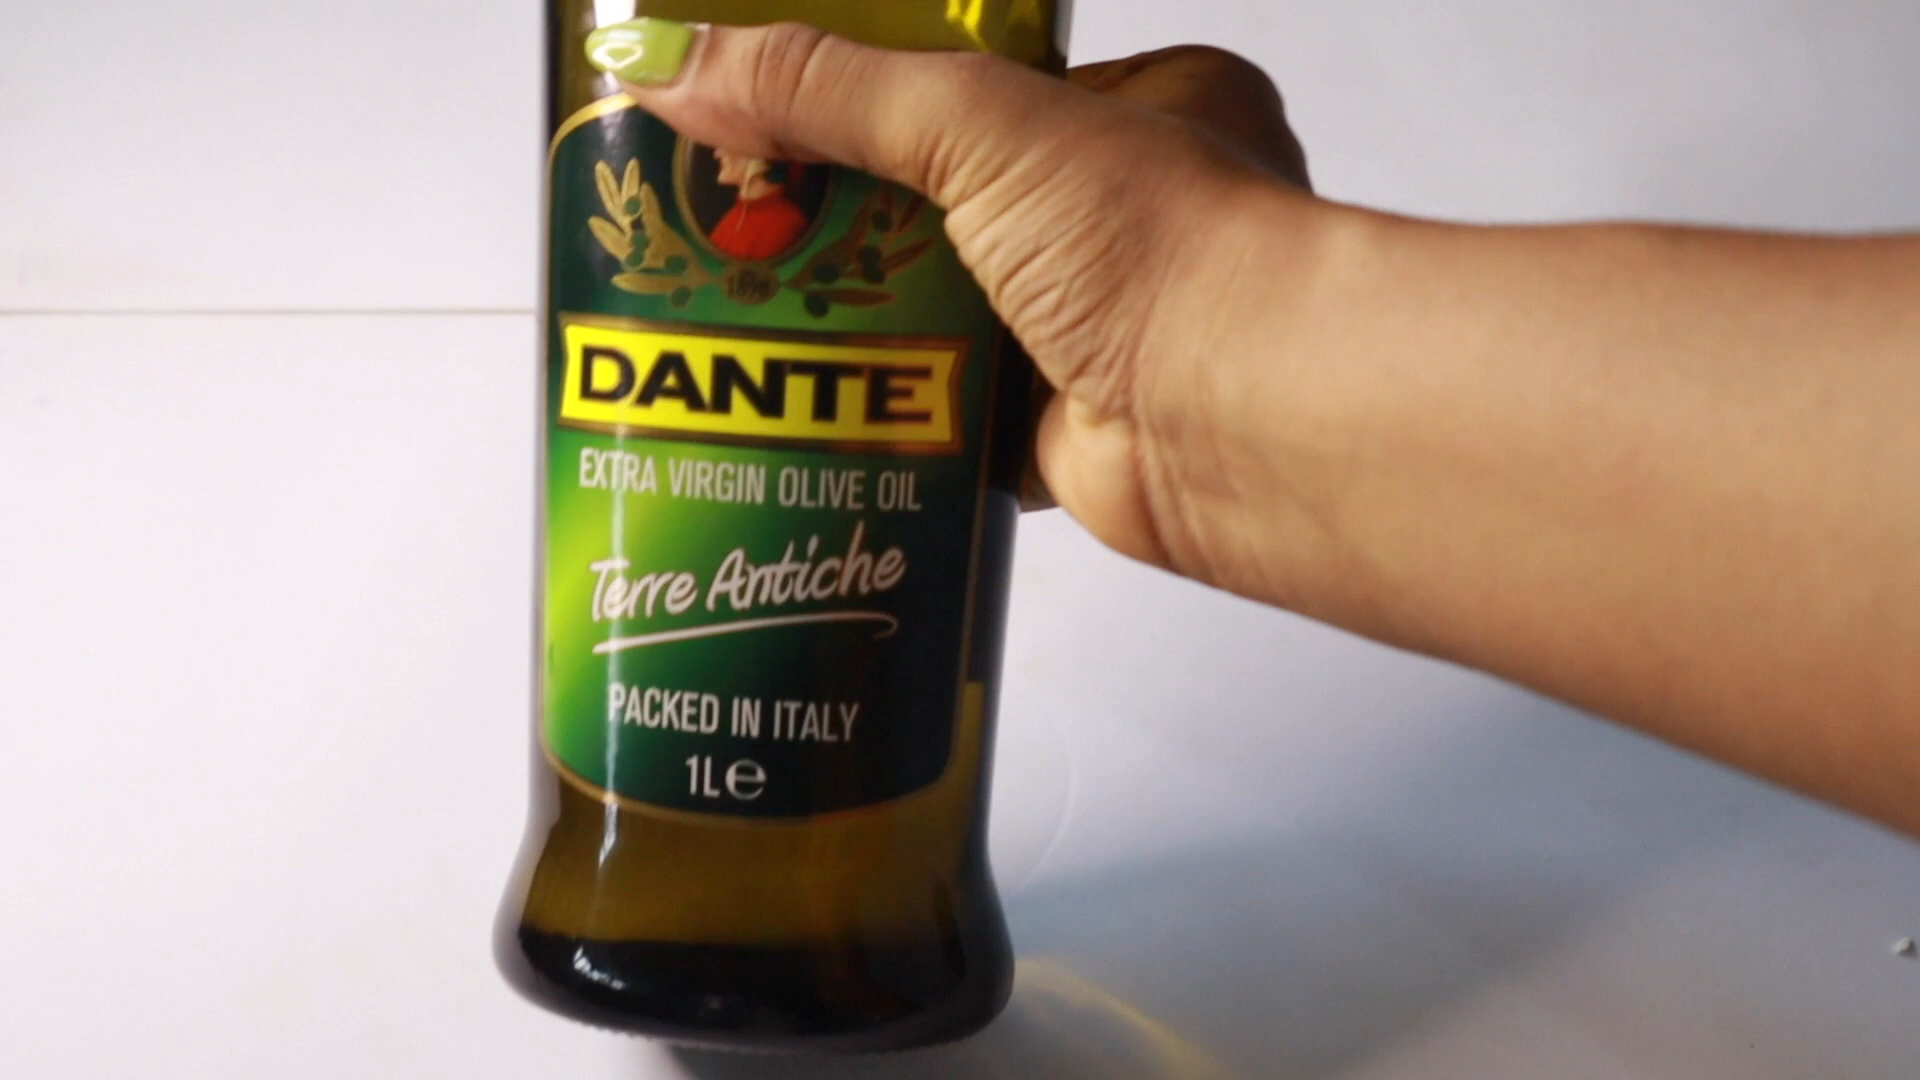 DANTE
EXTRA VIRGIN OLIVE OIL
Terre Antiche
PACKED IN ITALY
1L℮